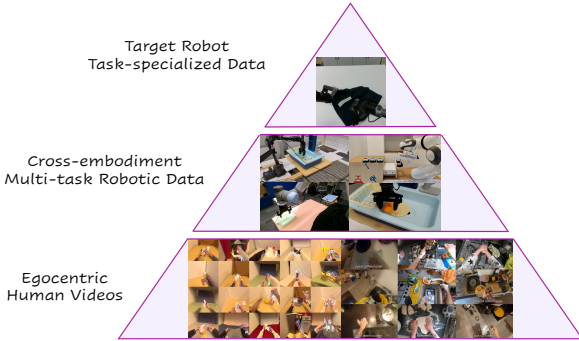 Target Robot
Task-specialized Data
Cross-embodiment
Multi-task Robotic Data
Egocentric
Human Videos